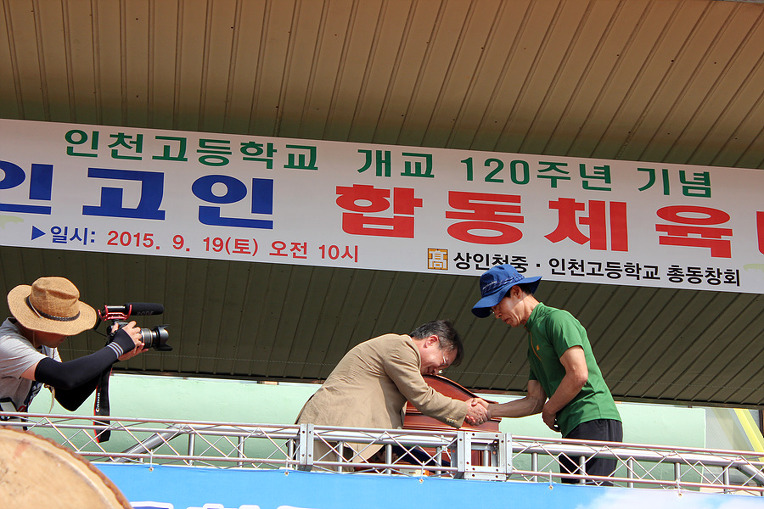 인천고등학교 개교 120주년 기념
인고인 합동체육
▶일시: 2015. 9. 19(토) 오전 10시
高 상인천중·인천고등학교 총동창회